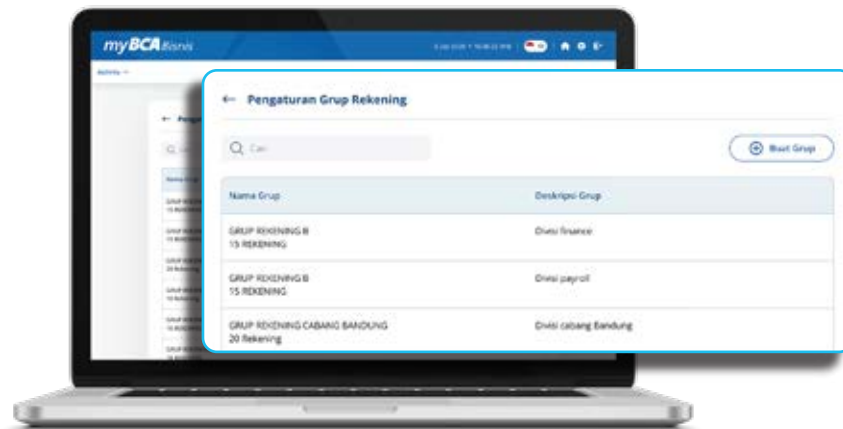 myBCA Bisnis
Activity
← Pengaturan Grup Rekening
Cari
Buat Grup
Nama Grup Deskripsi Grup
GRUP REKENING B Divisi finance
15 REKENING
GRUP REKENING B Divisi payroll
15 REKENING
GRUP REKENING CABANG BANDUNG Divisi cabang Bandung
20 Rekening